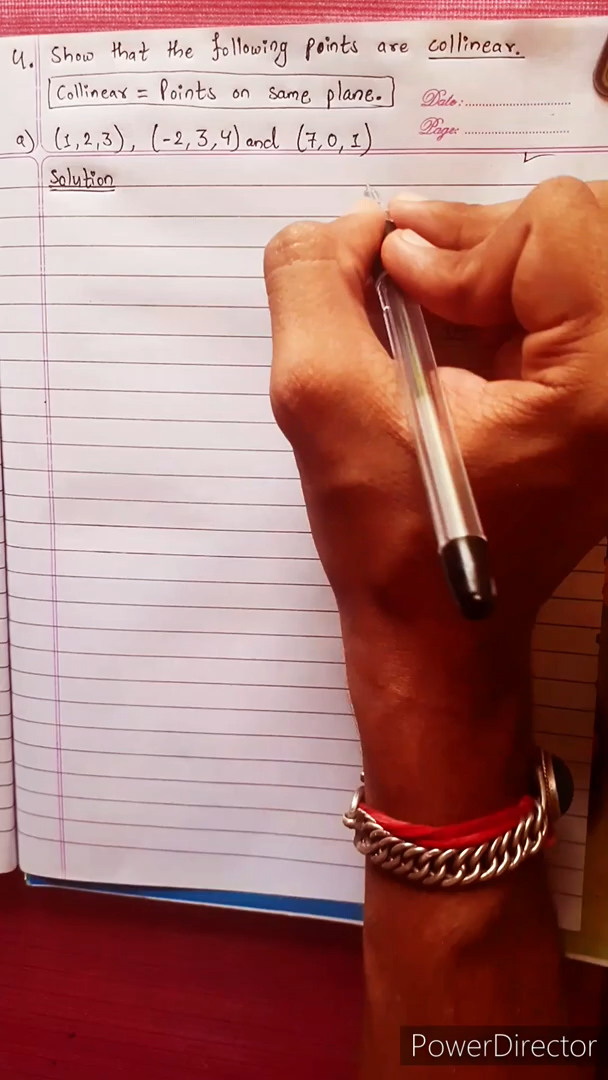 4. Show that the following points are collinear.
Collinear = Points on same plane.
Date:
Page:
a) (1,2,3), (-2,3,4) and (7,0,1)
Solution
PowerDirector